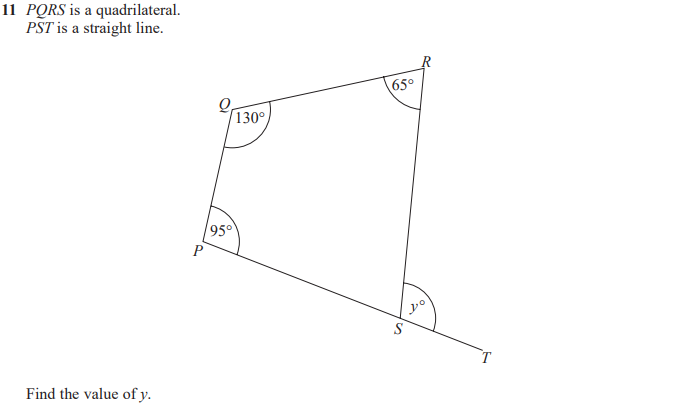 11 PQRS is a quadrilateral.
PST is a straight line.
R
65°
Q
130°
95°
P
y°
S
T
Find the value of y.